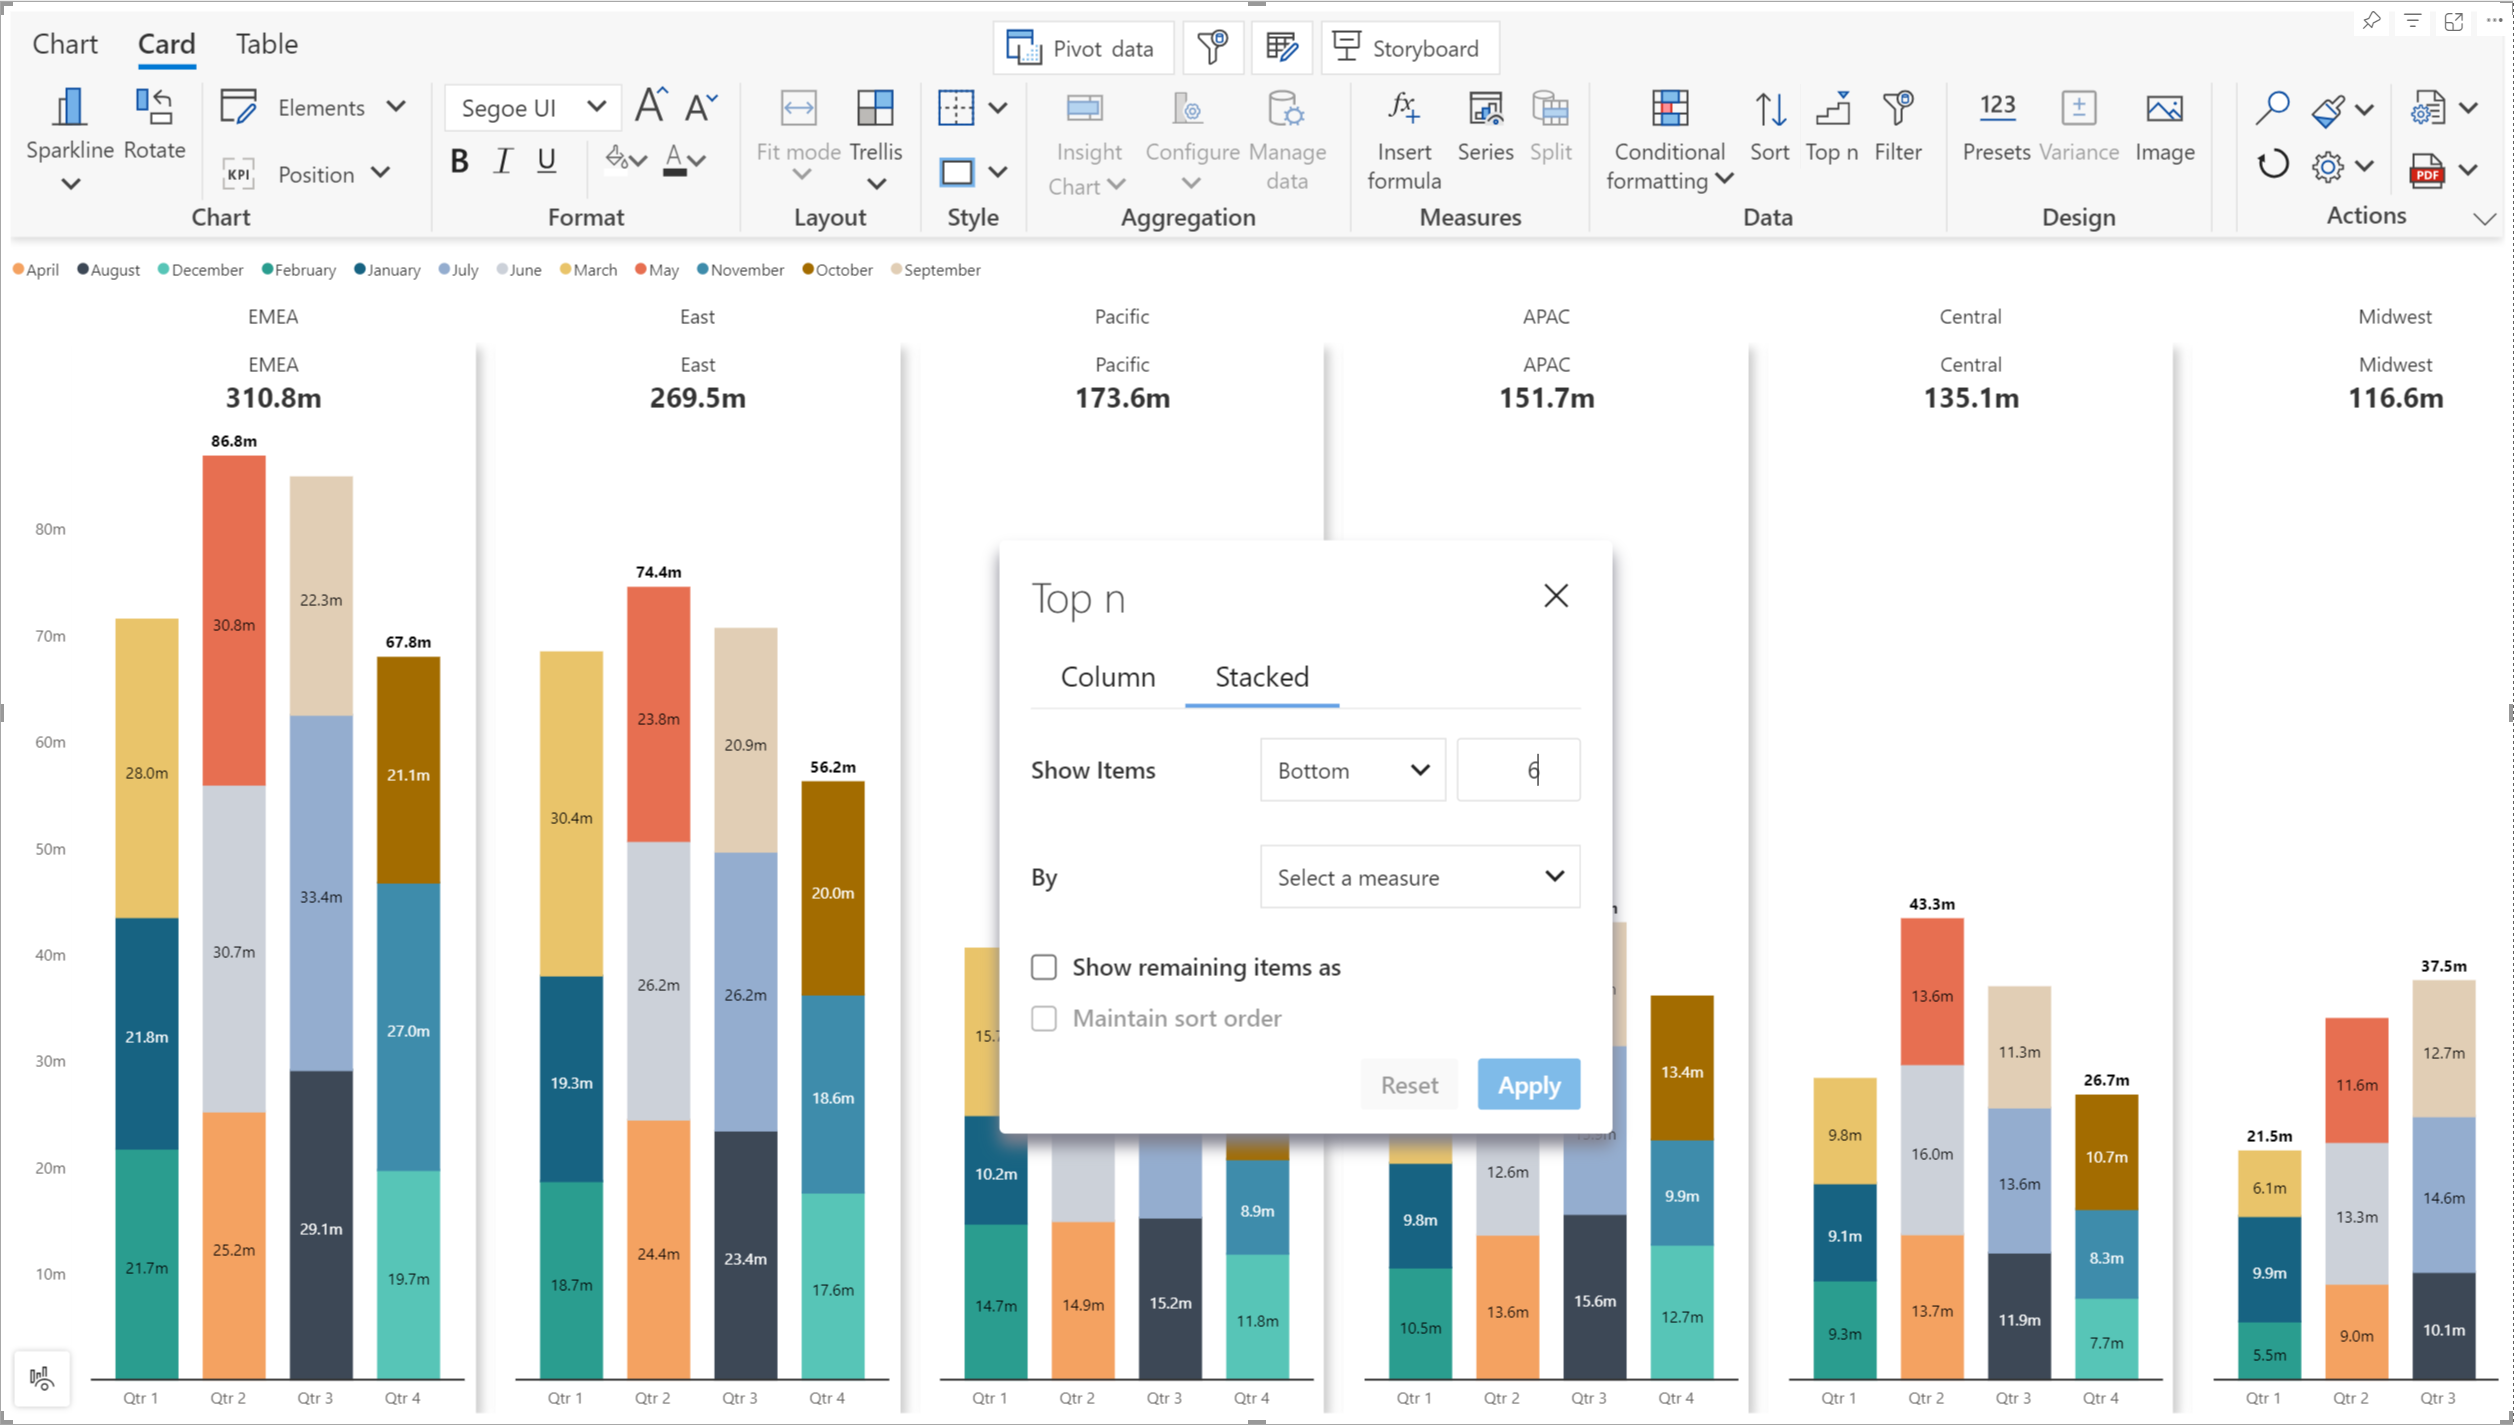 Chart Card Table
Pivot data Storyboard
Sparkline Rotate
Elements
KPI Position
Chart
Segoe UI A A
B I U A
Format
Fit mode Trellis
Layout
Style
Insight Chart
Configure
Manage data
Aggregation
fx Insert formula
Series
Split
Measures
Conditional formatting
Sort
Top n
Filter
Data
123 Presets
Variance
Image
Design
PDF
Actions
April August December February January July June March May November October September
EMEA East Pacific APAC Central Midwest
EMEA East Pacific APAC Central Midwest
310.8m 269.5m 173.6m 151.7m 135.1m 116.6m
80m
70m
60m
50m
40m
30m
20m
10m
28.0m
21.8m
21.7m
86.8m
30.8m
30.7m
25.2m
22.3m
33.4m
29.1m
67.8m
21.1m
27.0m
19.7m
30.4m
19.3m
18.7m
74.4m
23.8m
26.2m
24.4m
20.9m
26.2m
23.4m
56.2m
20.0m
18.6m
17.6m
10.2m
14.7m
14.9m
15.2m
8.9m
11.8m
Top n
Column Stacked
Show Items Bottom 6
By Select a measure
Show remaining items as
Maintain sort order
Reset Apply
9.8m
10.5m
12.6m
13.6m
15.6m
13.4m
9.9m
12.7m
9.8m
9.1m
9.3m
43.3m
13.6m
16.0m
13.7m
11.3m
13.6m
11.9m
26.7m
10.7m
8.3m
7.7m
21.5m
6.1m
9.9m
5.5m
11.6m
13.3m
9.0m
37.5m
12.7m
14.6m
10.1m
Qtr 1 Qtr 2 Qtr 3 Qtr 4 Qtr 1 Qtr 2 Qtr 3 Qtr 4 Qtr 1 Qtr 2 Qtr 3 Qtr 4 Qtr 1 Qtr 2 Qtr 3 Qtr 4 Qtr 1 Qtr 2 Qtr 3 Qtr 4 Qtr 1 Qtr 2 Qtr 3